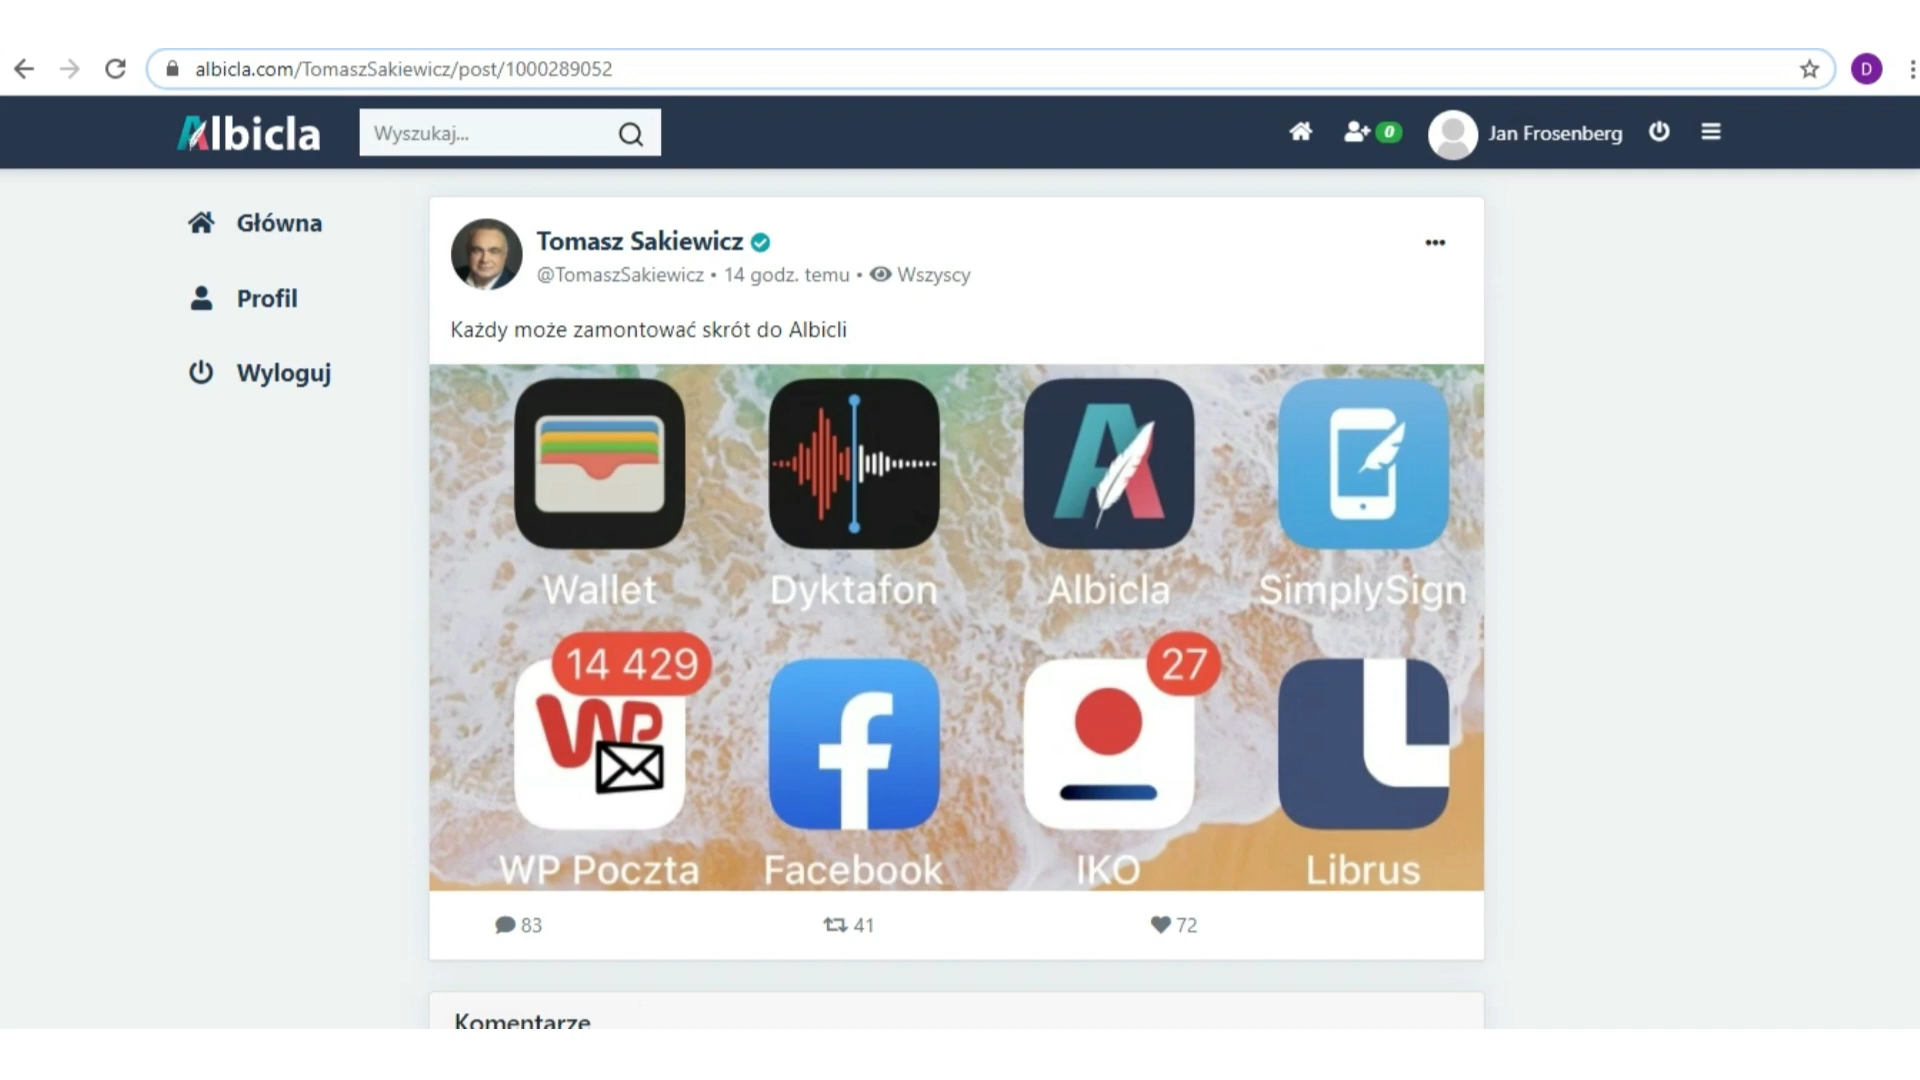 albicla.com/TomaszSakiewicz/post/1000289052
D
Albicla
Wyszukaj...
0
Jan Frosenberg
Główna
Profil
Wyloguj
Tomasz Sakiewicz
@TomaszSakiewicz • 14 godz. temu • Wszyscy
Każdy może zamontować skrót do Albicli
Wallet
Dyktafon
Albicla
SimplySign
14 429
27
WP
WP Poczta
Facebook
IKO
Librus
83
41
72
Komentarze